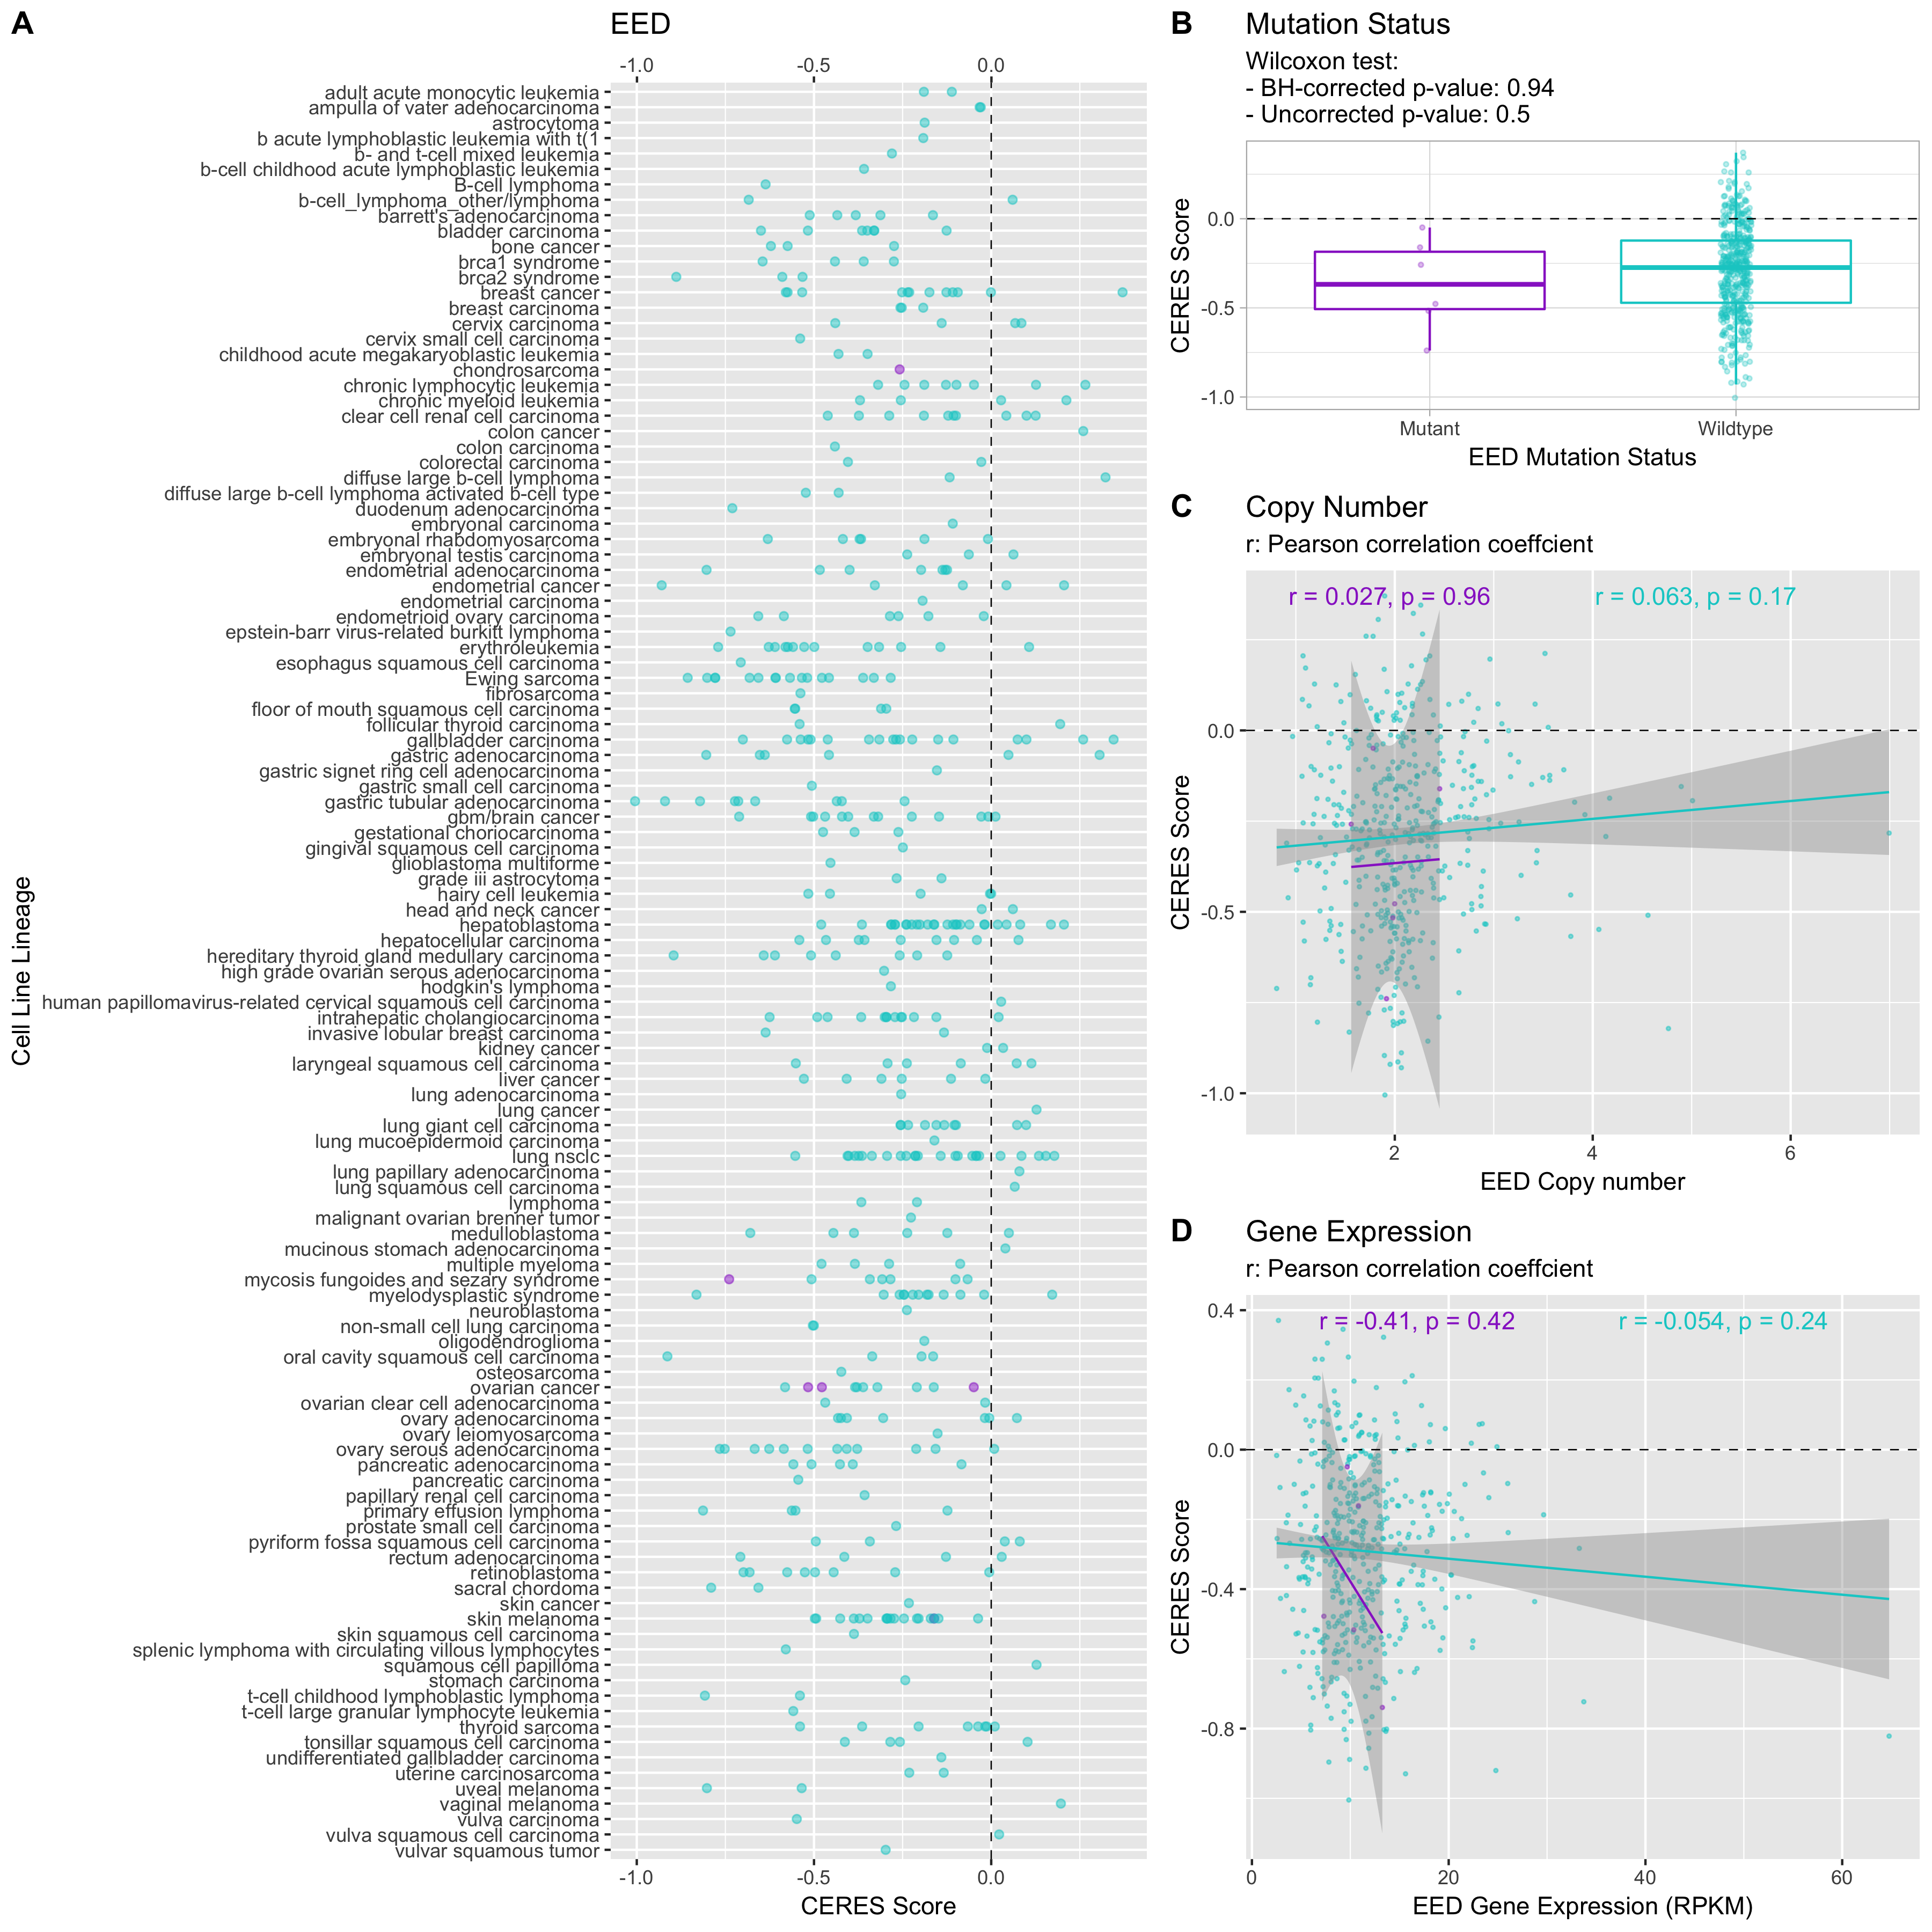 A
EED
-1.0
-0.5
0.0
adult acute monocytic leukemia
ampulla of vater adenocarcinoma
astrocytoma
b acute lymphoblastic leukemia with t(1
b- and t-cell mixed leukemia
b-cell childhood acute lymphoblastic leukemia
B-cell lymphoma
b-cell_lymphoma_other/lymphoma
barrett's adenocarcinoma
bladder carcinoma
bone cancer
brca1 syndrome
brca2 syndrome
breast cancer
breast carcinoma
cervix carcinoma
cervix small cell carcinoma
childhood acute megakaryoblastic leukemia
chondrosarcoma
chronic lymphocytic leukemia
chronic myeloid leukemia
clear cell renal cell carcinoma
colon cancer
colon carcinoma
colorectal carcinoma
diffuse large b-cell lymphoma
diffuse large b-cell lymphoma activated b-cell type
duodenum adenocarcinoma
embryonal carcinoma
embryonal rhabdomyosarcoma
embryonal testis carcinoma
endometrial adenocarcinoma
endometrial cancer
endometrial carcinoma
endometrioid ovary carcinoma
epstein-barr virus-related burkitt lymphoma
erythroleukemia
esophagus squamous cell carcinoma
Ewing sarcoma
fibrosarcoma
floor of mouth squamous cell carcinoma
follicular thyroid carcinoma
gallbladder carcinoma
gastric adenocarcinoma
gastric signet ring cell adenocarcinoma
gastric small cell carcinoma
gastric tubular adenocarcinoma
gbm/brain cancer
gestational choriocarcinoma
gingival squamous cell carcinoma
glioblastoma multiforme
grade iii astrocytoma
hairy cell leukemia
head and neck cancer
hepatoblastoma
hepatocellular carcinoma
hereditary thyroid gland medullary carcinoma
high grade ovarian serous adenocarcinoma
hodgkin's lymphoma
human papillomavirus-related cervical squamous cell carcinoma
intrahepatic cholangiocarcinoma
invasive lobular breast carcinoma
kidney cancer
laryngeal squamous cell carcinoma
liver cancer
lung adenocarcinoma
lung cancer
lung giant cell carcinoma
lung mucoepidermoid carcinoma
lung nsclc
lung papillary adenocarcinoma
lung squamous cell carcinoma
lymphoma
malignant ovarian brenner tumor
medulloblastoma
mucinous stomach adenocarcinoma
multiple myeloma
mycosis fungoides and sezary syndrome
myelodysplastic syndrome
neuroblastoma
non-small cell lung carcinoma
oligodendroglioma
oral cavity squamous cell carcinoma
osteosarcoma
ovarian cancer
ovarian clear cell adenocarcinoma
ovary adenocarcinoma
ovary leiomyosarcoma
ovary serous adenocarcinoma
pancreatic adenocarcinoma
pancreatic carcinoma
papillary renal cell carcinoma
primary effusion lymphoma
prostate small cell carcinoma
pyriform fossa squamous cell carcinoma
rectum adenocarcinoma
retinoblastoma
sacral chordoma
skin cancer
skin melanoma
skin squamous cell carcinoma
splenic lymphoma with circulating villous lymphocytes
squamous cell papilloma
stomach carcinoma
t-cell childhood lymphoblastic lymphoma
t-cell large granular lymphocyte leukemia
thyroid sarcoma
tonsillar squamous cell carcinoma
undifferentiated gallbladder carcinoma
uterine carcinosarcoma
uveal melanoma
vaginal melanoma
vulva carcinoma
vulva squamous cell carcinoma
vulvar squamous tumor
-1.0
-0.5
0.0
CERES Score
Cell Line Lineage
B
Mutation Status
Wilcoxon test:
- BH-corrected p-value: 0.94
- Uncorrected p-value: 0.5
0.0
-0.5
-1.0
CERES Score
Mutant
Wildtype
EED Mutation Status
C
Copy Number
r: Pearson correlation coeffcient
r = 0.027, p = 0.96
r = 0.063, p = 0.17
0.0
-0.5
-1.0
CERES Score
2
4
6
EED Copy number
D
Gene Expression
r: Pearson correlation coeffcient
r = -0.41, p = 0.42
r = -0.054, p = 0.24
0.4
0.0
-0.4
-0.8
CERES Score
0
20
40
60
EED Gene Expression (RPKM)